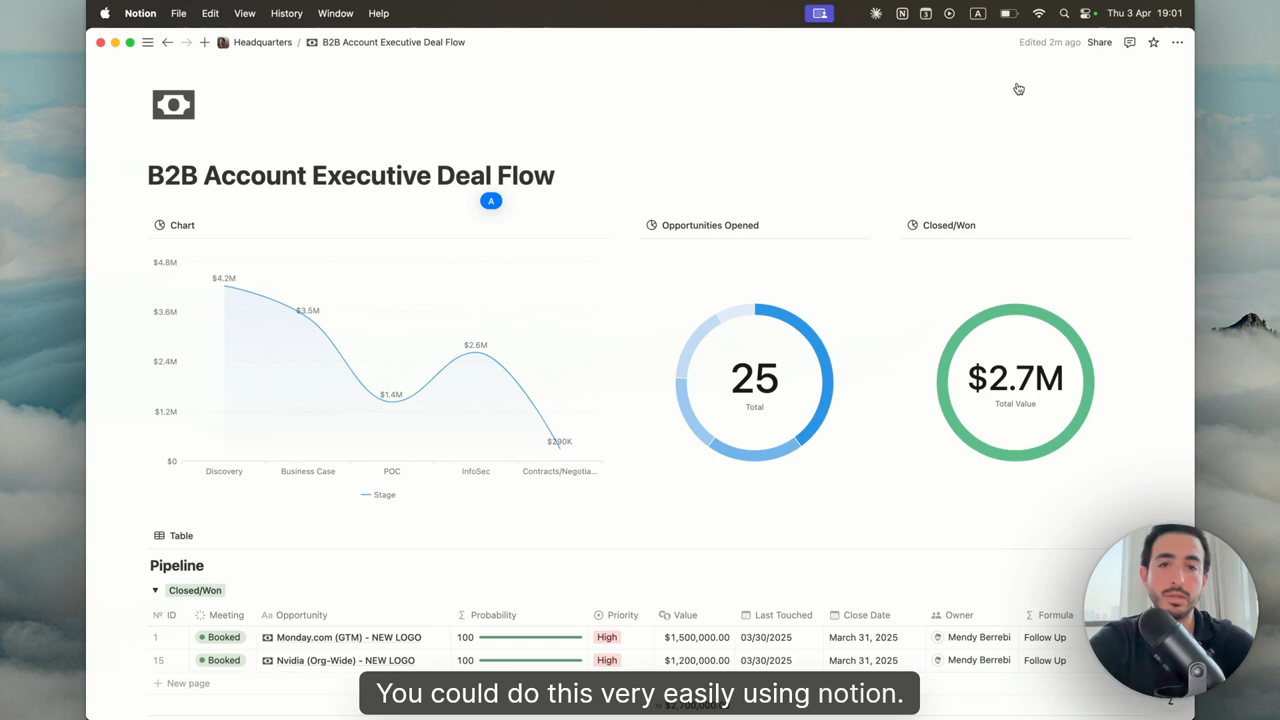 Notion File Edit View History Window Help
A Thu 3 Apr 19:01
Headquarters / B2B Account Executive Deal Flow
Edited 2m ago Share
B2B Account Executive Deal Flow
A
Chart
Opportunities Opened
Closed/Won
$4.8M
$3.6M
$2.4M
$1.2M
$0
$4.2M
$3.5M
$1.4M
$2.6M
$290K
Discovery Business Case POC InfoSec Contracts/Negotia...
Stage
25
Total
$2.7M
Total Value
Table
Pipeline
Closed/Won
Nº ID Meeting Aa Opportunity Σ Probability Priority Value Last Touched Close Date Owner Σ Formula
1 Booked Monday.com (GTM) - NEW LOGO 100 High $1,500,000.00 03/30/2025 March 31, 2025 Mendy Berrebi Follow Up
15 Booked Nvidia (Org-Wide) - NEW LOGO 100 High $1,200,000.00 03/30/2025 March 31, 2025 Mendy Berrebi Follow Up
+ New page
You could do this very easily using notion.